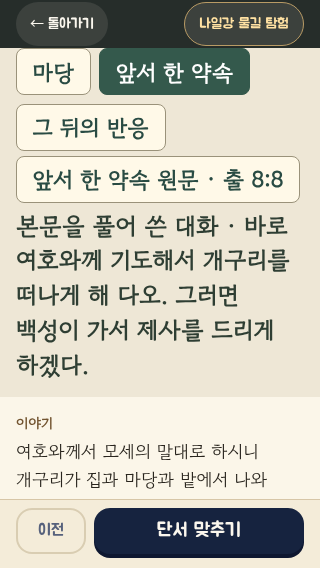 ← 돌아가기
나일강 물길 탐험
마당
앞서 한 약속
그 뒤의 반응
앞서 한 약속 원문 · 출 8:8
본문을 풀어 쓴 대화 · 바로
여호와께 기도해서 개구리를
떠나게 해 다오. 그러면
백성이 가서 제사를 드리게
하겠다.
이야기
여호와께서 모세의 말대로 하시니
개구리가 집과 마당과 밭에서 나와
이전
단서 맞추기